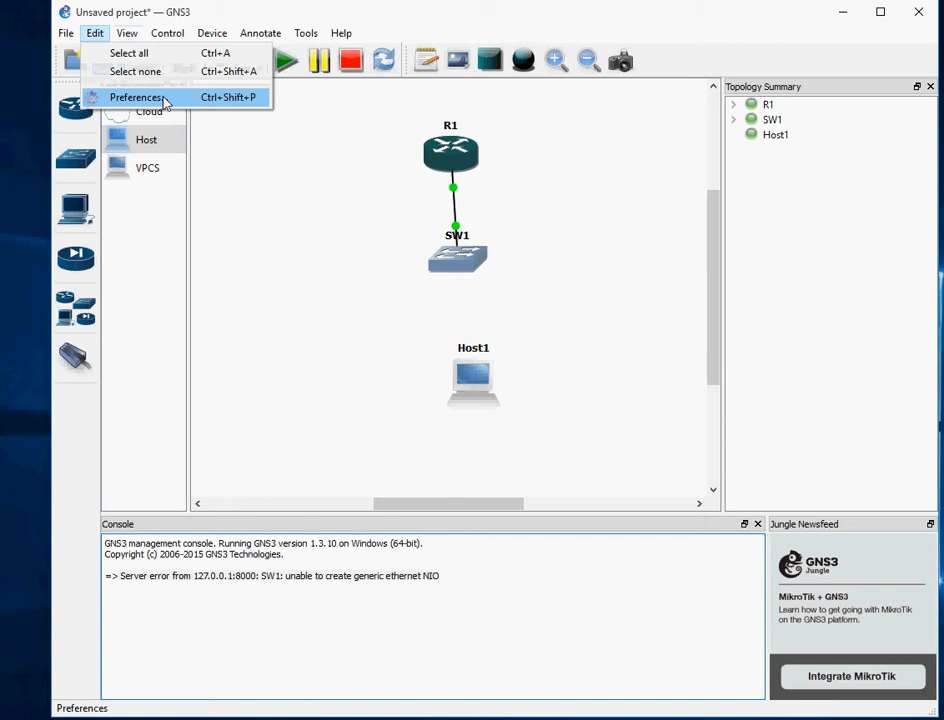 Unsaved project* — GNS3
File Edit View Control Device Annotate Tools Help
Select all Ctrl+A
Select none Ctrl+Shift+A
Preferences Ctrl+Shift+P
Cloud
Host
VPCS
R1
SW1
Host1
Topology Summary
R1
SW1
Host1
Console
GNS3 management console. Running GNS3 version 1.3.10 on Windows (64-bit).
Copyright (c) 2006-2015 GNS3 Technologies.
=> Server error from 127.0.0.1:8000: SW1: unable to create generic ethernet NIO
Jungle Newsfeed
GNS3
Jungle
MikroTik + GNS3
Learn how to get going with MikroTik
on the GNS3 platform.
Integrate MikroTik
Preferences